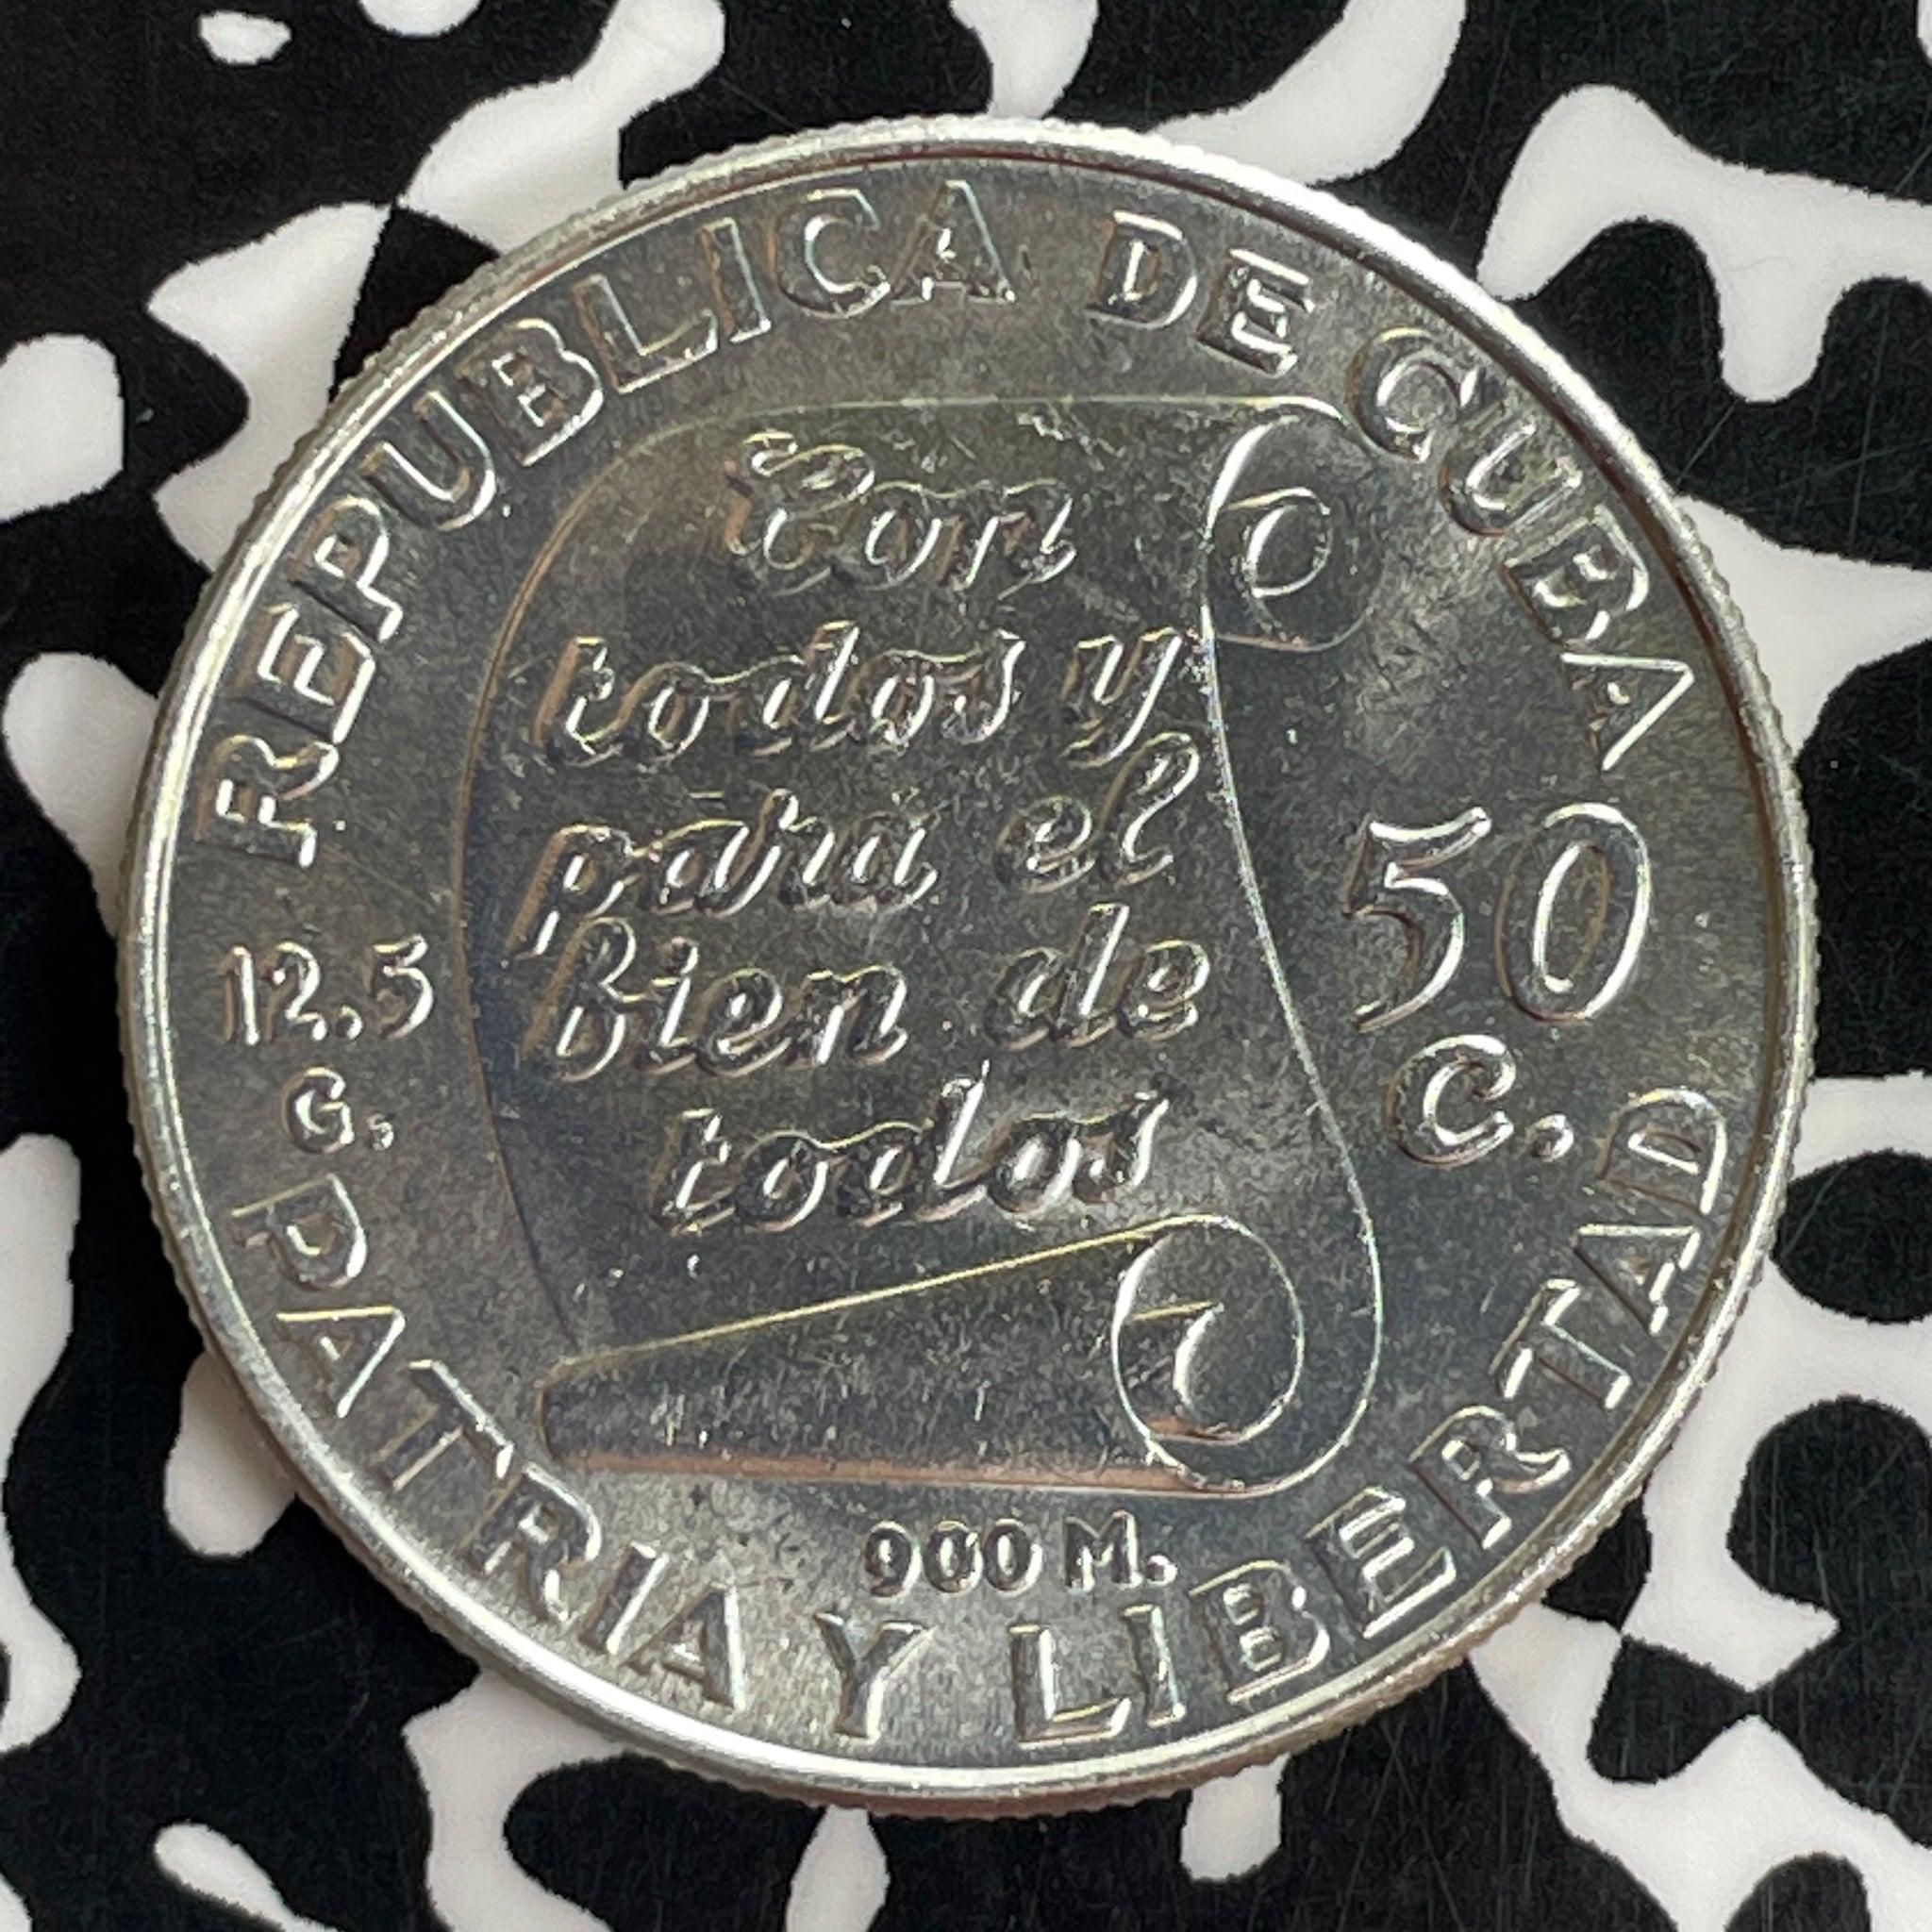 REPUBLICA DE CUBA
Con
todos y
para el
bien de
todos
12.5
G.
50
C.
900 M.
PATRIA Y LIBERTAD